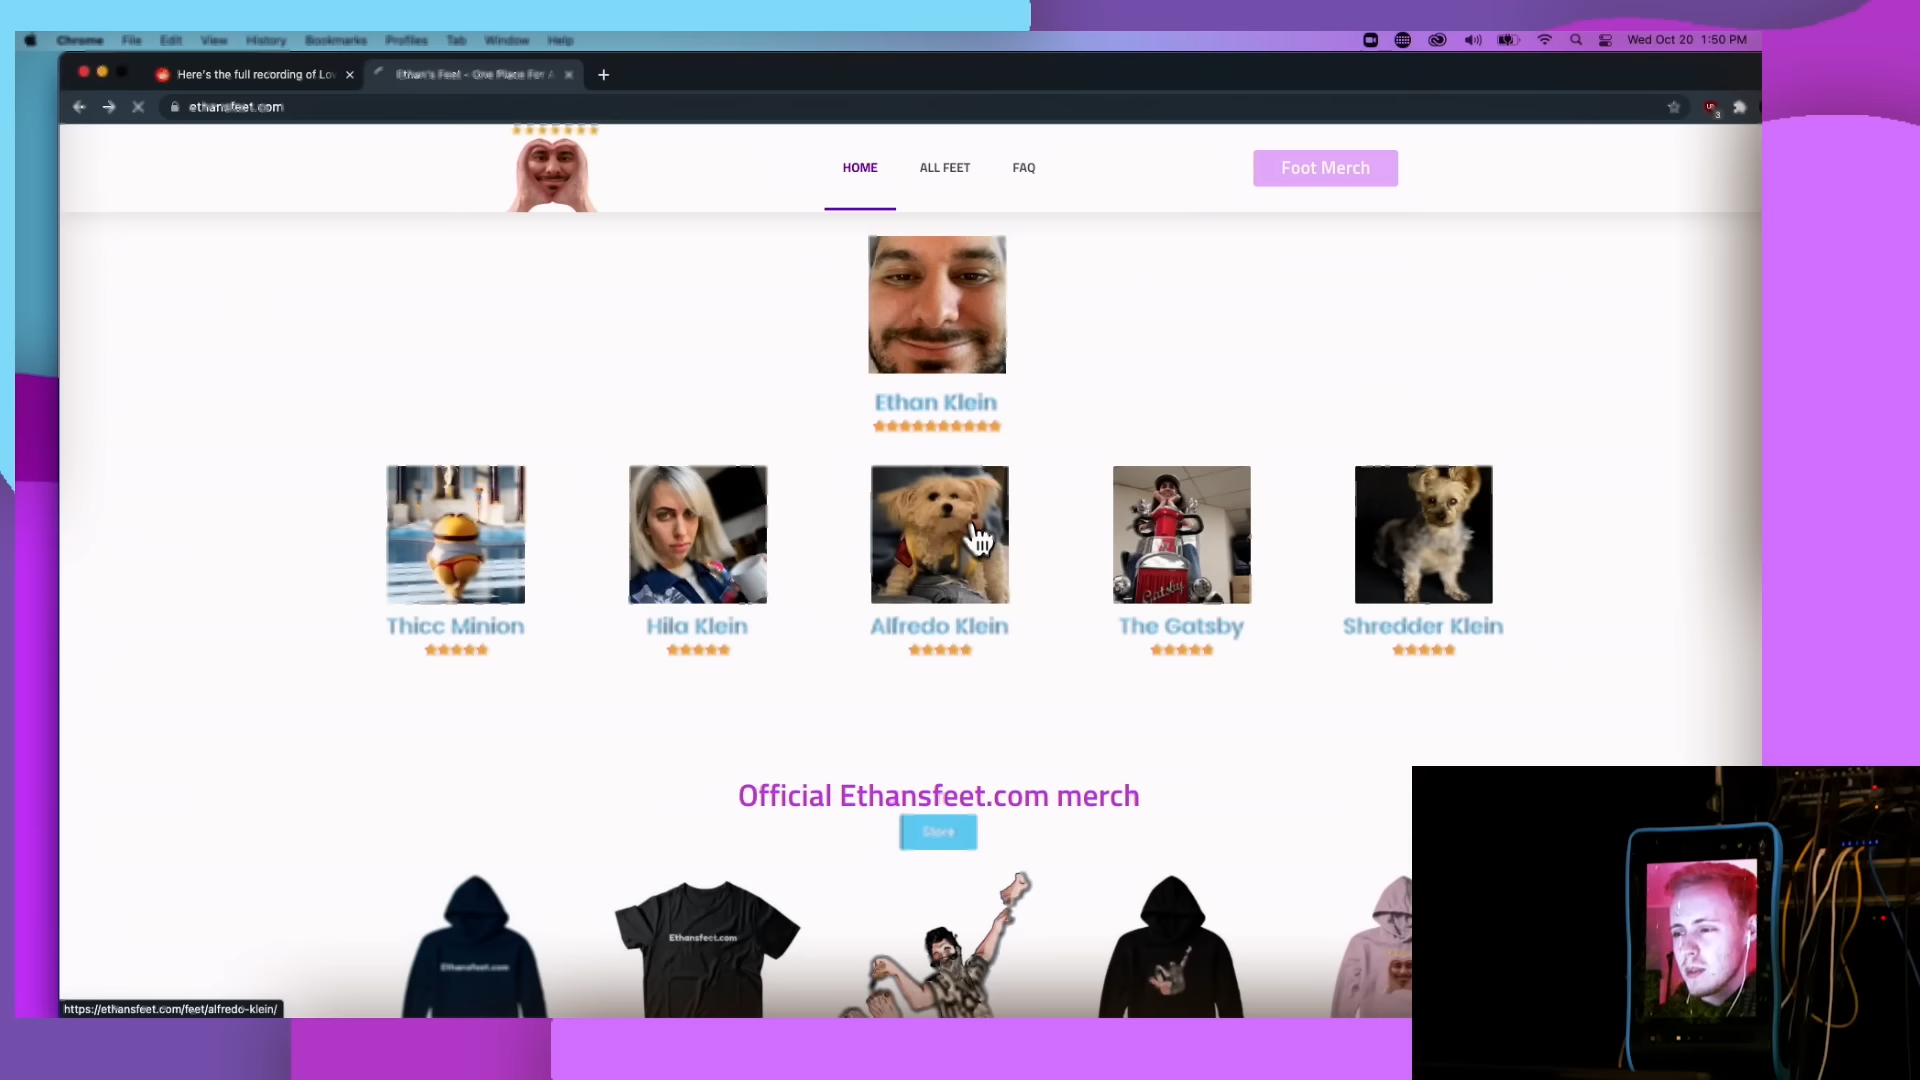 Chrome File Edit View History Bookmarks Profiles Tab Window Help
Wed Oct 20 1:50 PM
Here's the full recording of Lov
Ethan's Feet - One Place For A
ethansfeet.com
3
HOME
ALL FEET
FAQ
Foot Merch
Ethan Klein
Thicc Minion
Hila Klein
Alfredo Klein
The Gatsby
Shredder Klein
Gatsby
Official Ethansfeet.com merch
Store
Ethansfeet.com
Ethansfeet.com
https://ethansfeet.com/feet/alfredo-klein/